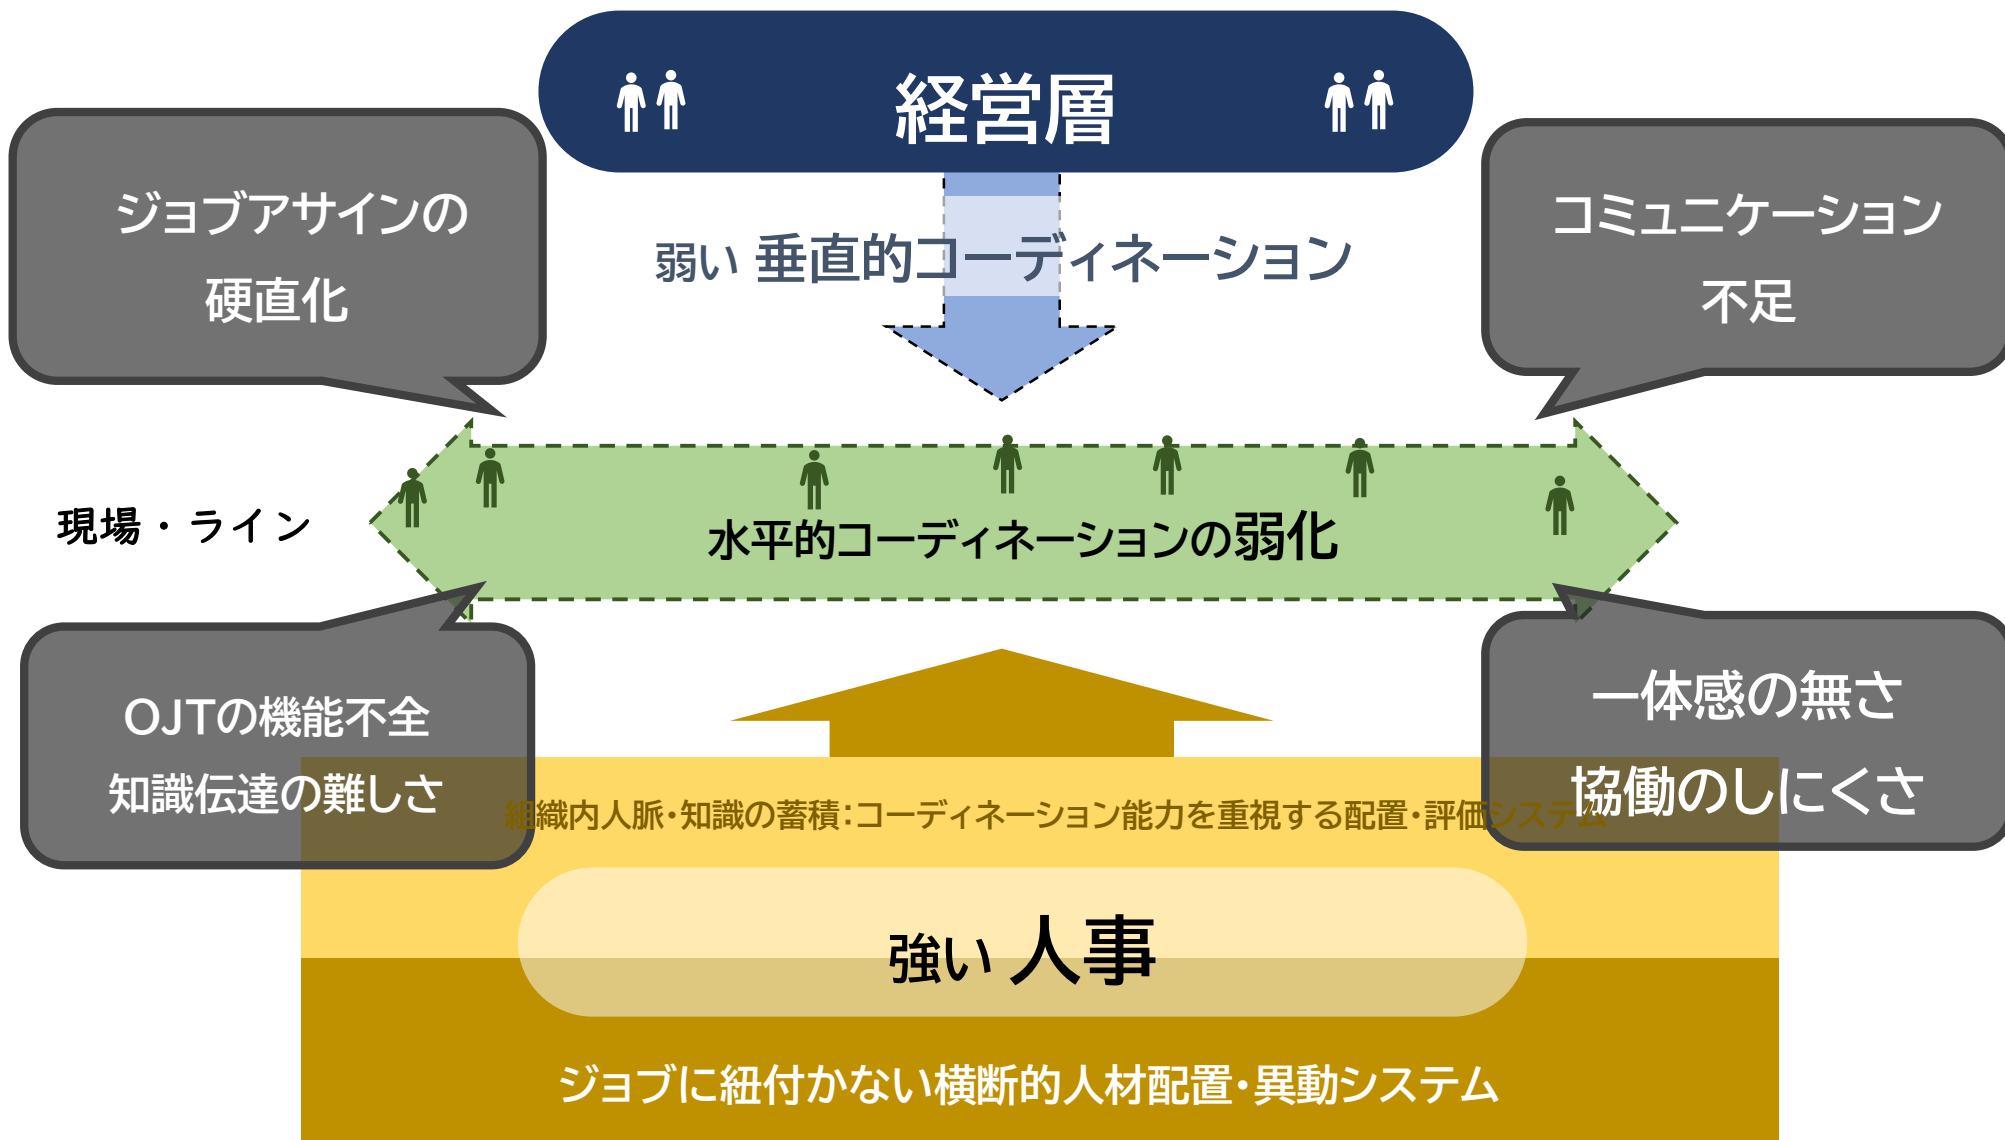 経営層
ジョブアサインの
硬直化
コミュニケーション
不足
弱い 垂直的コーディネーション
現場・ライン
水平的コーディネーションの弱化
OJTの機能不全
知識伝達の難しさ
一体感の無さ
協働のしにくさ
組織内人脈・知識の蓄積：コーディネーション能力を重視する配置・評価システム
強い 人事
ジョブに紐付かない横断的人材配置・異動システム